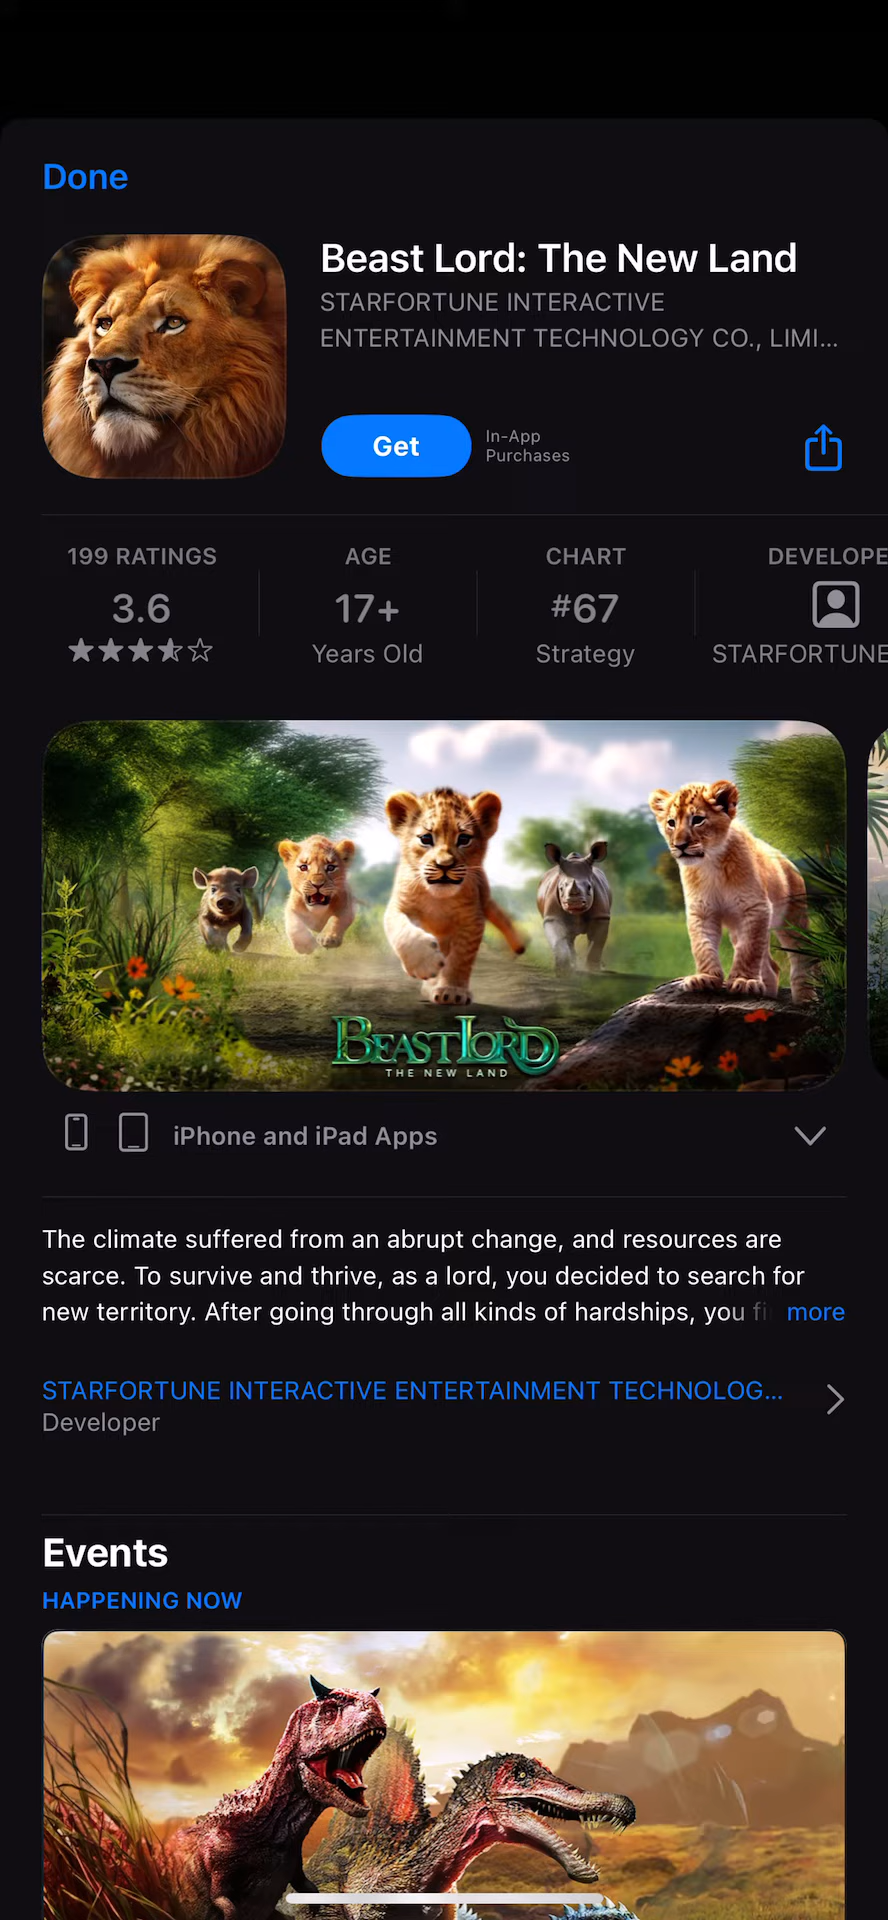 Done
Beast Lord: The New Land
STARFORTUNE INTERACTIVE
ENTERTAINMENT TECHNOLOGY CO., LIMI...
Get
In-App
Purchases
199 RATINGS
3.6
AGE
17+
Years Old
CHART
#67
Strategy
DEVELOPE
STARFORTUNE
BEAST LORD
THE NEW LAND
iPhone and iPad Apps
The climate suffered from an abrupt change, and resources are
scarce. To survive and thrive, as a lord, you decided to search for
new territory. After going through all kinds of hardships, you fi more
STARFORTUNE INTERACTIVE ENTERTAINMENT TECHNOLOG...
Developer
Events
HAPPENING NOW